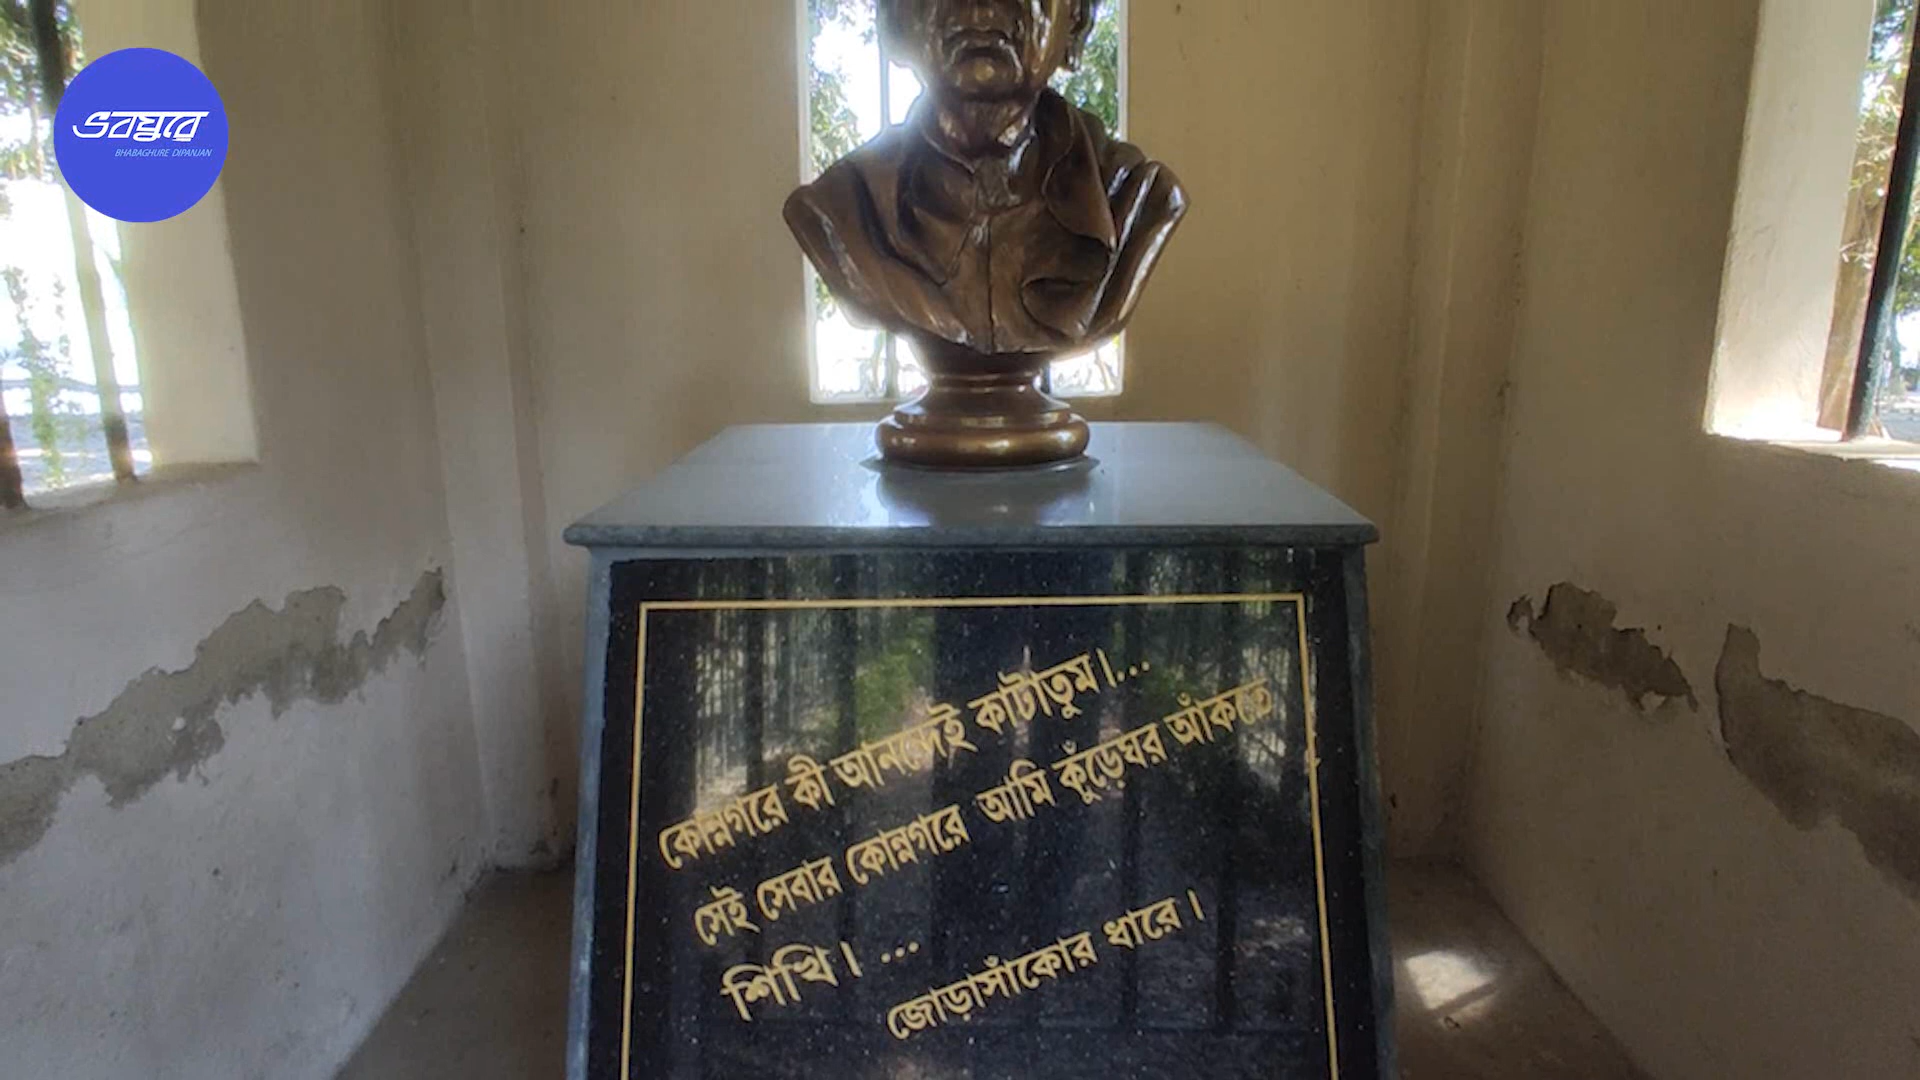 ভবঘুরে
BHABAGHURE DIPANJAN
কোন্নগরে কী আনন্দেই কাটাতুম।...
সেই সেবার কোন্নগরে আমি কুঁড়েঘর আঁকতে
শিখি। ...
জোড়াসাঁকোর ধারে।